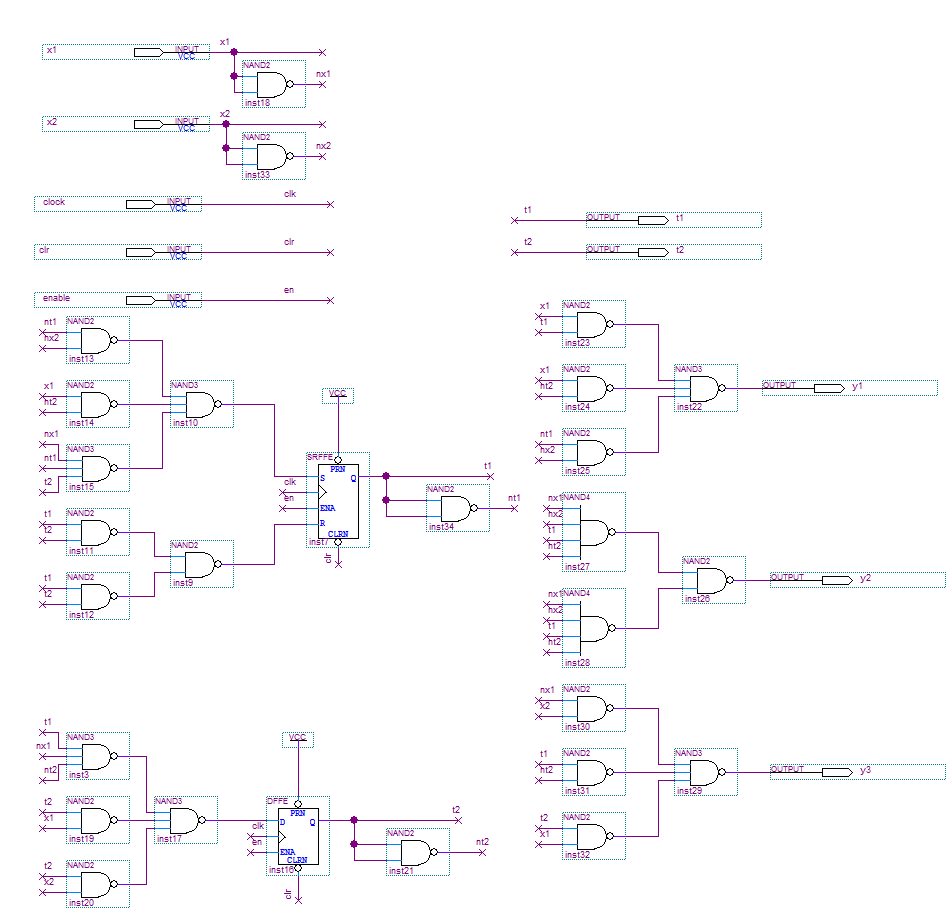 x1
INPUT
VCC
x1
NAND2
nx1
inst18
x2
INPUT
VCC
x2
NAND2
nx2
inst33
clock
INPUT
VCC
clk
clr
INPUT
VCC
clr
enable
INPUT
VCC
en
t1
OUTPUT
t1
t2
OUTPUT
t2
nt1
nx2
NAND2
inst13
x1
nt2
NAND2
inst14
nx1
nt1
t2
NAND3
inst15
NAND3
inst10
t1
t2
NAND2
inst11
t1
t2
NAND2
inst12
NAND2
inst9
VCC
SRFFE
PRN
S
Q
clk
en
ENA
R
CLRN
inst7
clr
t1
NAND2
nt1
inst34
t1
nx1
nt2
NAND3
inst3
t2
x1
NAND2
inst19
t2
x2
NAND2
inst20
NAND3
inst17
VCC
DFFE
PRN
D
Q
clk
en
ENA
CLRN
inst16
clr
t2
NAND2
nt2
inst21
x1
t1
NAND2
inst23
x1
nt2
NAND2
inst24
nt1
nx2
NAND2
inst25
NAND3
inst22
OUTPUT
y1
nx1
nx2
t1
nt2
NAND4
inst27
nx1
nx2
t1
nt2
NAND4
inst28
NAND2
inst26
OUTPUT
y2
nx1
x2
NAND2
inst30
t1
nt2
NAND2
inst31
t2
x1
NAND2
inst32
NAND3
inst29
OUTPUT
y3